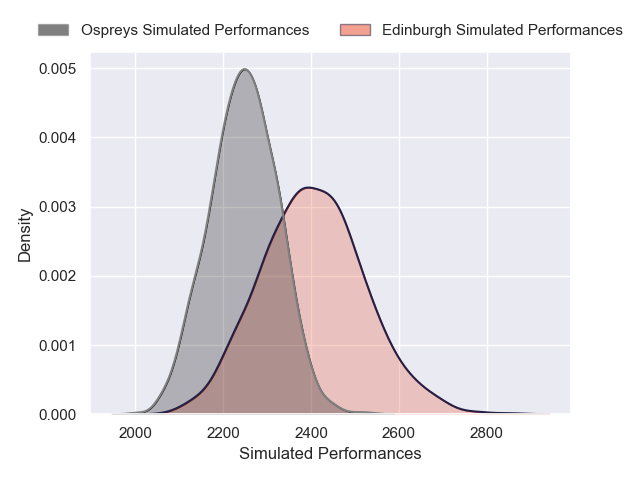 Ospreys Simulated Performances
Edinburgh Simulated Performances
0.005
0.004
0.003
0.002
0.001
0.000
Density
2000
2200
2400
2600
2800
Simulated Performances